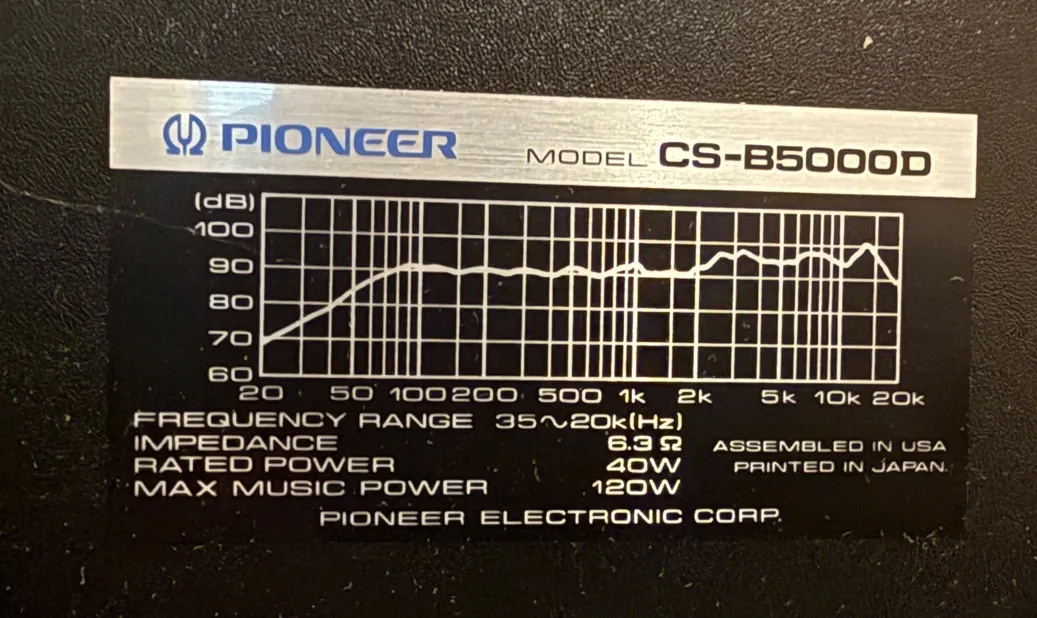 PIONEER MODEL CS-B5000D
(dB)
100
90
80
70
60
20 50 100 200 500 1k 2k 5k 10k 20k
FREQUENCY RANGE 35~20k(Hz)
IMPEDANCE 6.3 Ω
RATED POWER 40W
MAX MUSIC POWER 120W
ASSEMBLED IN USA
PRINTED IN JAPAN.
PIONEER ELECTRONIC CORP.